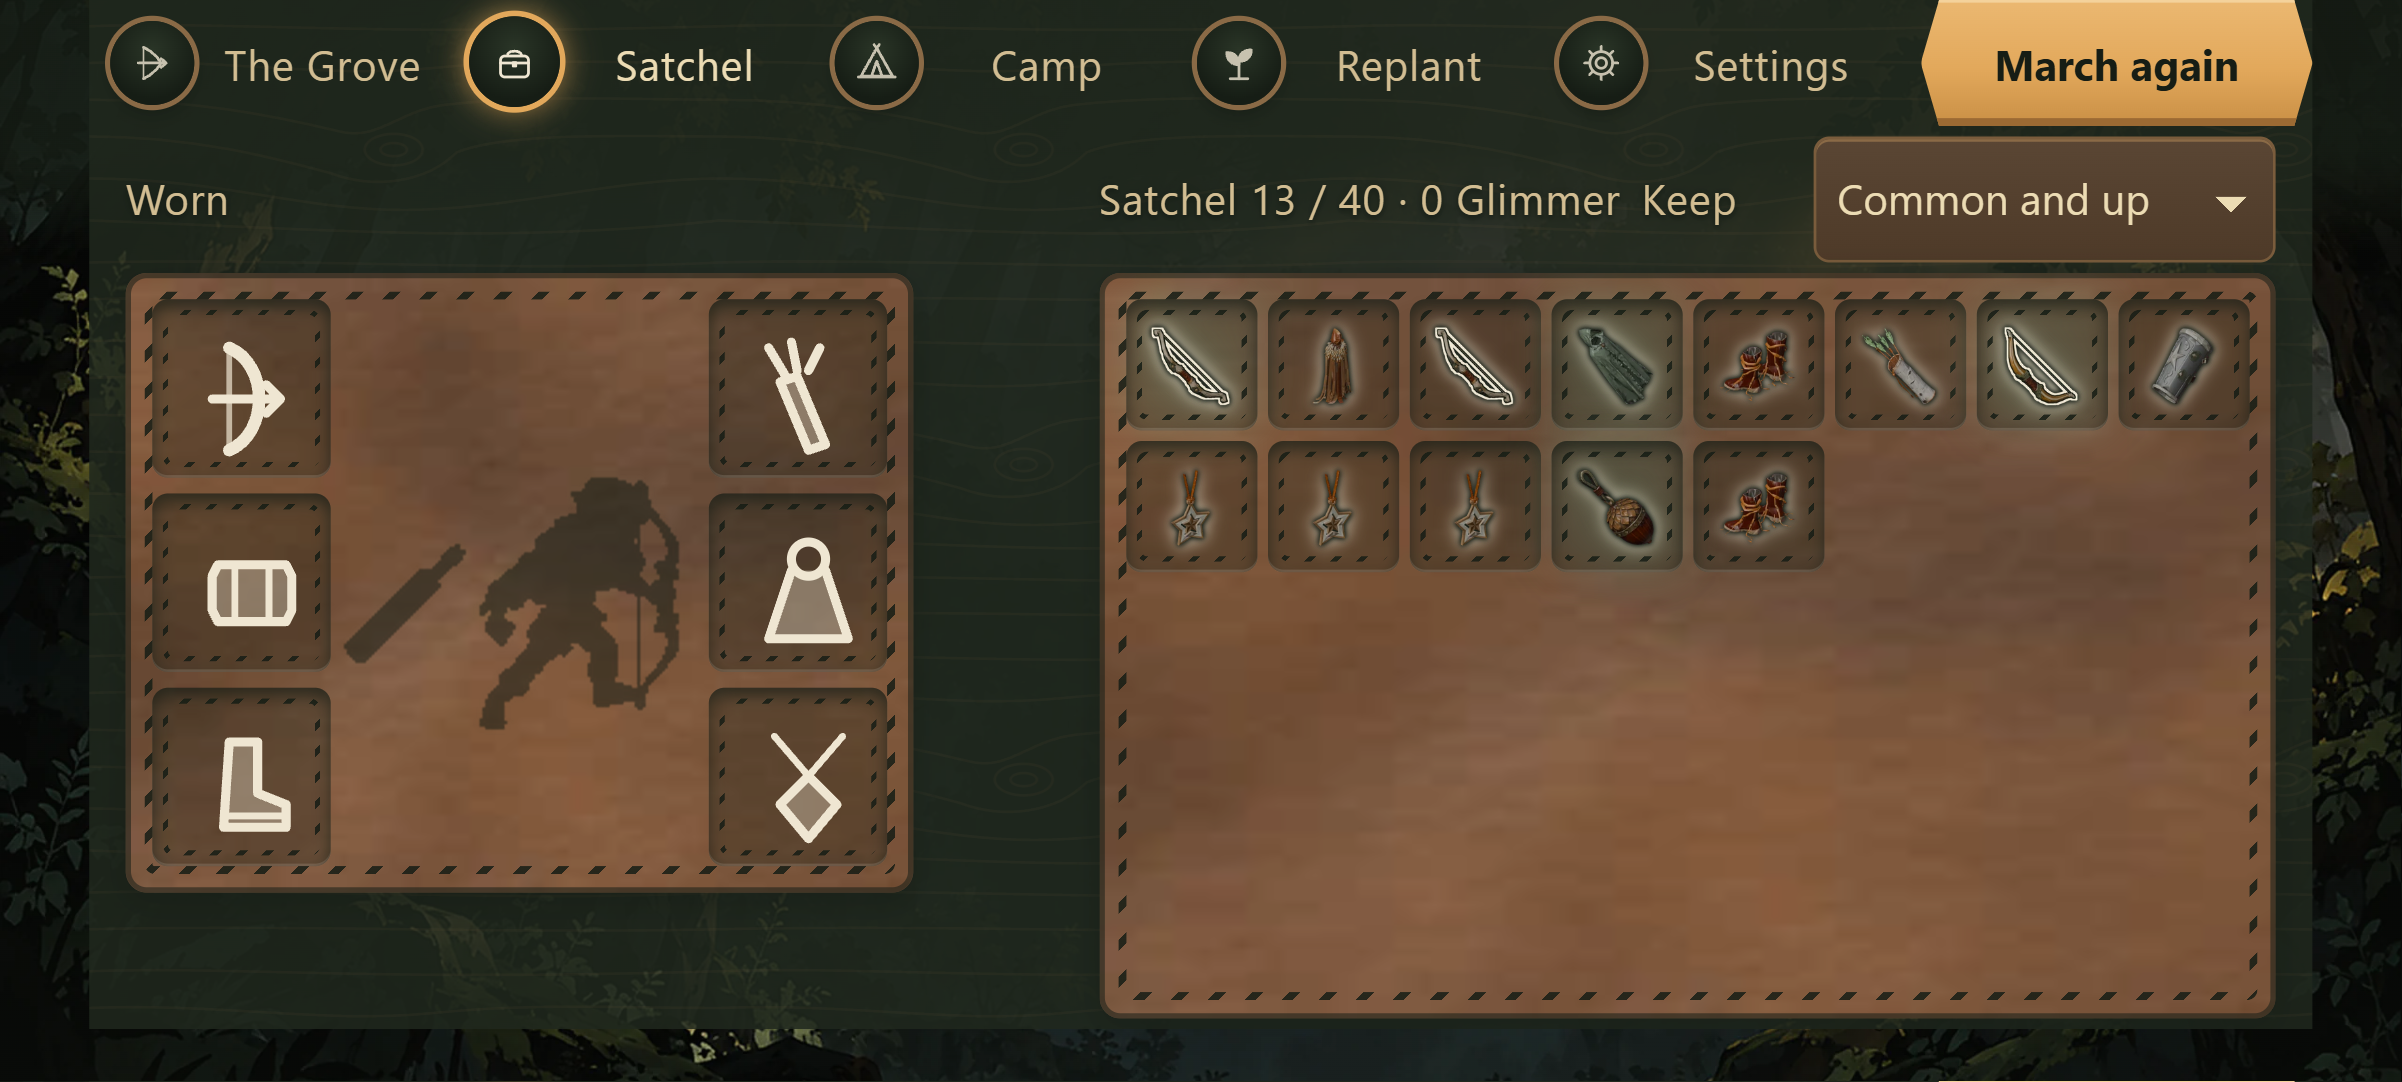 The Grove
Satchel
Camp
Replant
Settings
March again
Worn
Satchel 13 / 40 · 0 Glimmer Keep
Common and up